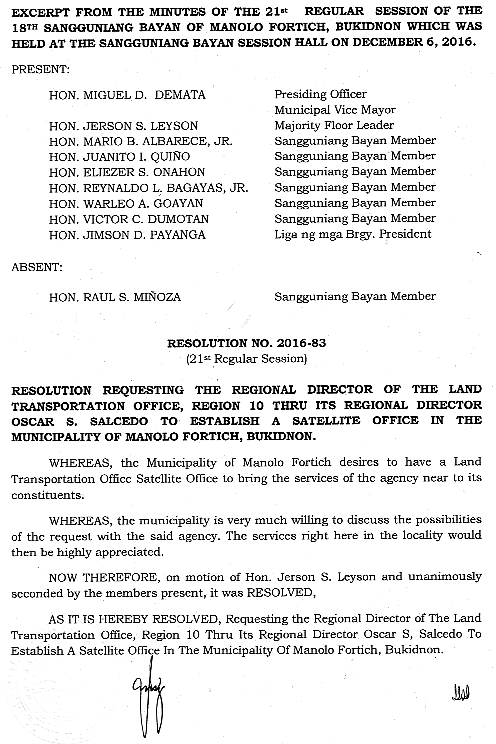 EXCERPT FROM THE MINUTES OF THE 21st REGULAR SESSION OF THE
18TH SANGGUNIANG BAYAN OF MANOLO FORTICH, BUKIDNON WHICH WAS
HELD AT THE SANGGUNIANG BAYAN SESSION HALL ON DECEMBER 6, 2016.
PRESENT:
HON. MIGUEL D. DEMATA Presiding Officer
Municipal Vice Mayor
HON. JERSON S. LEYSON Majority Floor Leader
HON. MARIO B. ALBARECE, JR. Sangguniang Bayan Member
HON. JUANITO I. QUIÑO Sangguniang Bayan Member
HON. ELIEZER S. ONAHON Sangguniang Bayan Member
HON. REYNALDO L. BAGAYAS, JR. Sangguniang Bayan Member
HON. WARLEO A. GOAYAN Sangguniang Bayan Member
HON. VICTOR C. DUMOTAN Sangguniang Bayan Member
HON. JIMSON D. PAYANGA Liga ng mga Brgy. President
ABSENT:
HON. RAUL S. MIÑOZA Sangguniang Bayan Member
RESOLUTION NO. 2016-83
(21st Regular Session)
RESOLUTION REQUESTING THE REGIONAL DIRECTOR OF THE LAND
TRANSPORTATION OFFICE, REGION 10 THRU ITS REGIONAL DIRECTOR
OSCAR S. SALCEDO TO ESTABLISH A SATELLITE OFFICE IN THE
MUNICIPALITY OF MANOLO FORTICH, BUKIDNON.
WHEREAS, the Municipality of Manolo Fortich desires to have a Land
Transportation Office Satellite Office to bring the services of the agency near to its
constituents.
WHEREAS, the municipality is very much willing to discuss the possibilities
of the request with the said agency. The services right here in the locality would
then be highly appreciated.
NOW THEREFORE, on motion of Hon. Jerson S. Leyson and unanimously
seconded by the members present, it was RESOLVED,
AS IT IS HEREBY RESOLVED, Requesting the Regional Director of The Land
Transportation Office, Region 10 Thru Its Regional Director Oscar S, Salcedo To
Establish A Satellite Office In The Municipality Of Manolo Fortich, Bukidnon.